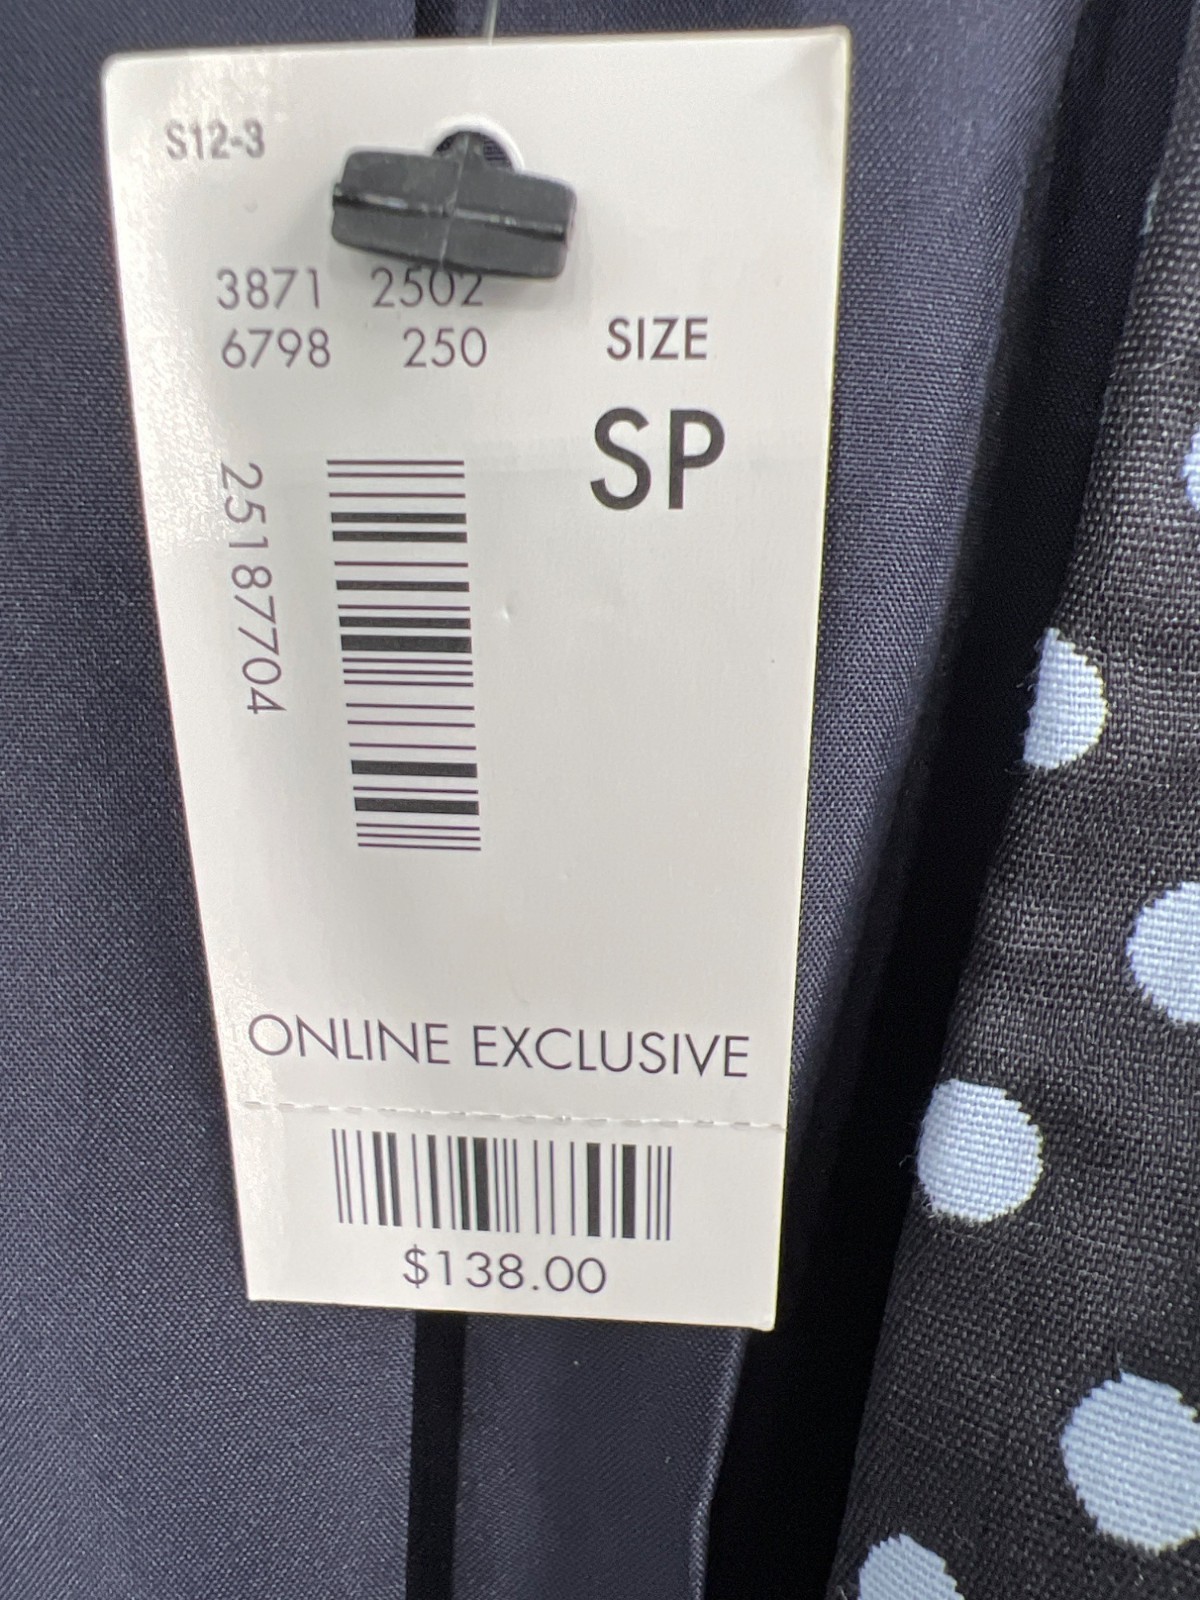 S12-3
3871 2502
6798 250
SIZE
SP
25187704
ONLINE EXCLUSIVE
$138.00